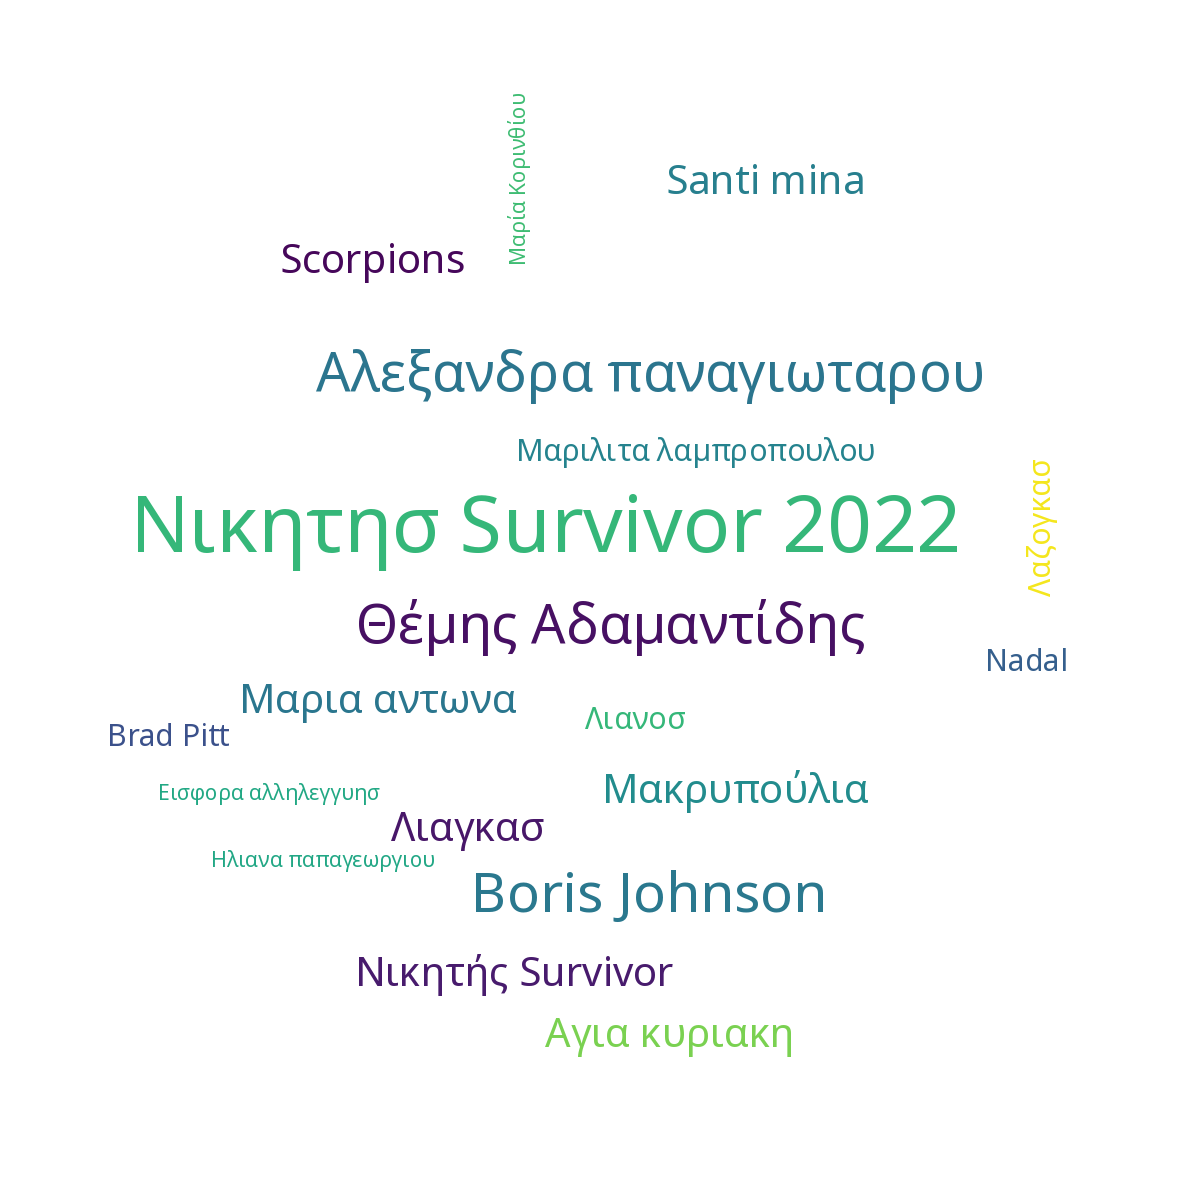 Μαρία Κορινθίου
Santi mina
Scorpions
Αλεξανδρα παναγιωταρου
Μαριλιτα λαμπροπουλου
Νικητησ Survivor 2022
Λαζογκασ
Θέμης Αδαμαντίδης
Nadal
Μαρια αντωνα
Λιανοσ
Brad Pitt
Εισφορα αλληλεγγυησ
Μακρυπούλια
Λιαγκασ
Ηλιανα παπαγεωργιου
Boris Johnson
Νικητής Survivor
Αγια κυριακη